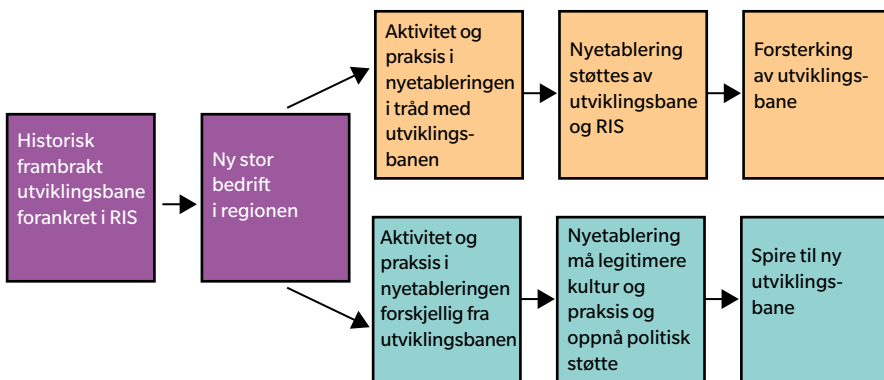 Historisk
frambrakt
utviklingsbane
forankret i RIS
Ny stor
bedrift
i regionen
Aktivitet og
praksis i
nyetableringen
i tråd med
utviklings-
banen
Nyetablering
støttes av
utviklingsbane
og RIS
Forsterking
av utviklings-
bane
Aktivitet og
praksis i
nyetableringen
forskjellig fra
utviklingsbanen
Nyetablering
må legitimere
kultur og
praksis og
oppnå politisk
støtte
Spire til ny
utviklings-
bane